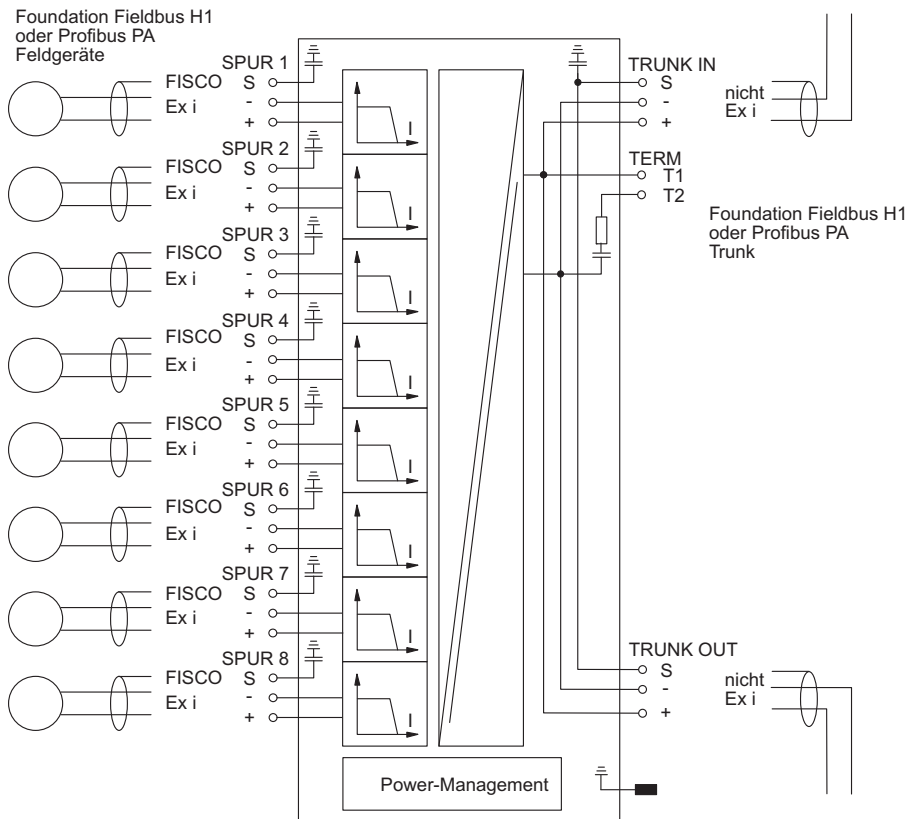 Foundation Fieldbus H1
oder Profibus PA
Feldgeräte
SPUR 1
FISCO S
Ex i -
+
I
SPUR 2
FISCO S
Ex i -
+
I
SPUR 3
FISCO S
Ex i -
+
I
SPUR 4
FISCO S
Ex i -
+
I
SPUR 5
FISCO S
Ex i -
+
I
SPUR 6
FISCO S
Ex i -
+
I
SPUR 7
FISCO S
Ex i -
+
I
SPUR 8
FISCO S
Ex i -
+
I
Power-Management
TRUNK IN
S
-
+
nicht
Ex i
TERM
T1
T2
Foundation Fieldbus H1
oder Profibus PA
Trunk
TRUNK OUT
S
-
+
nicht
Ex i